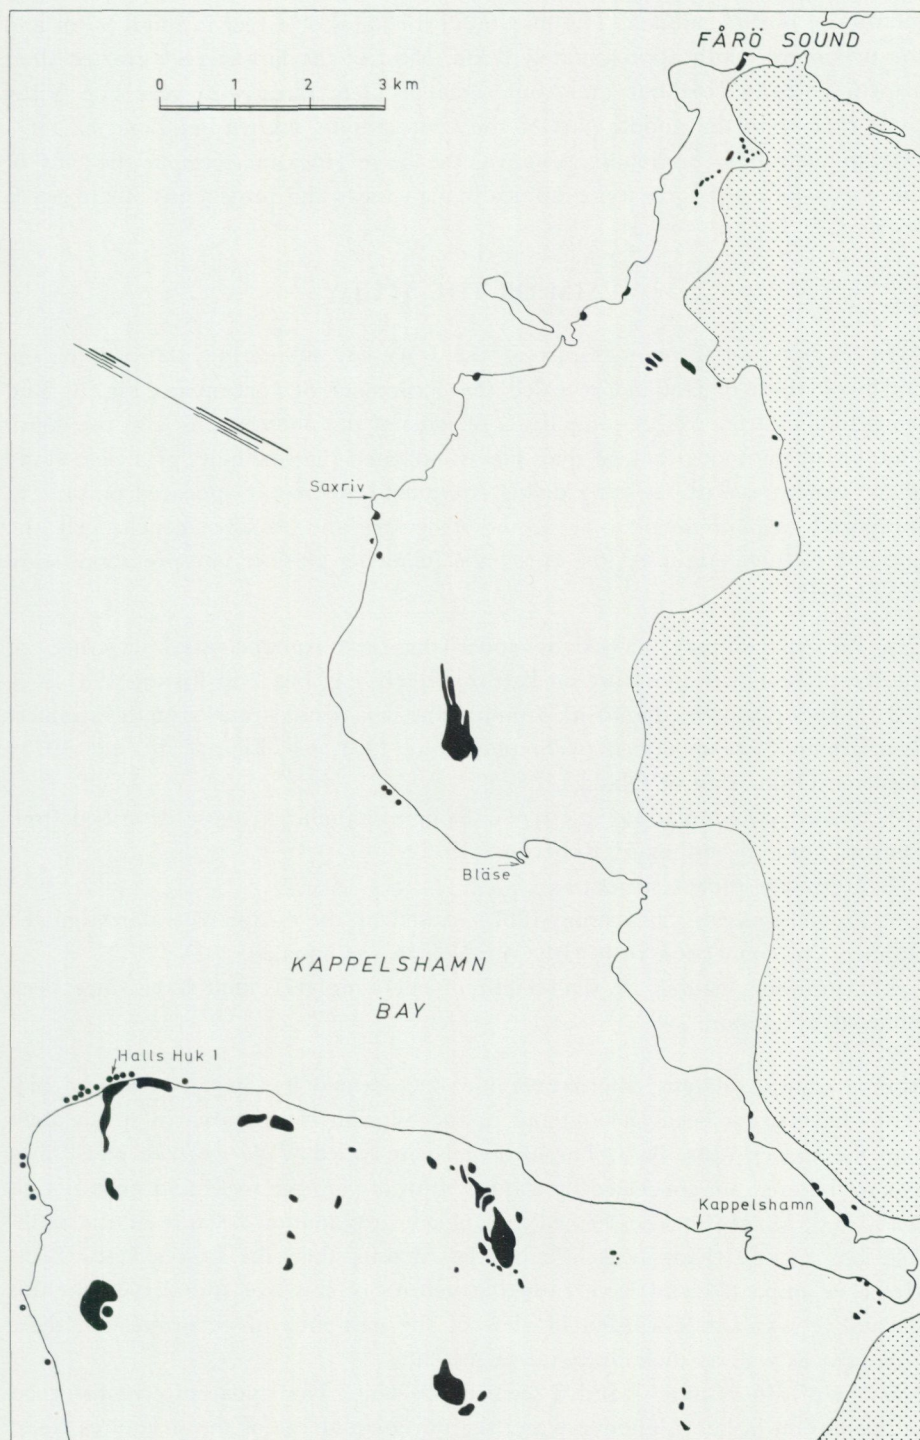 FÅRÖ SOUND
0 1 2 3 km
Saxriv
Bläse
KAPPELSHAMN
BAY
Halls Huk 1
Kappelshamn